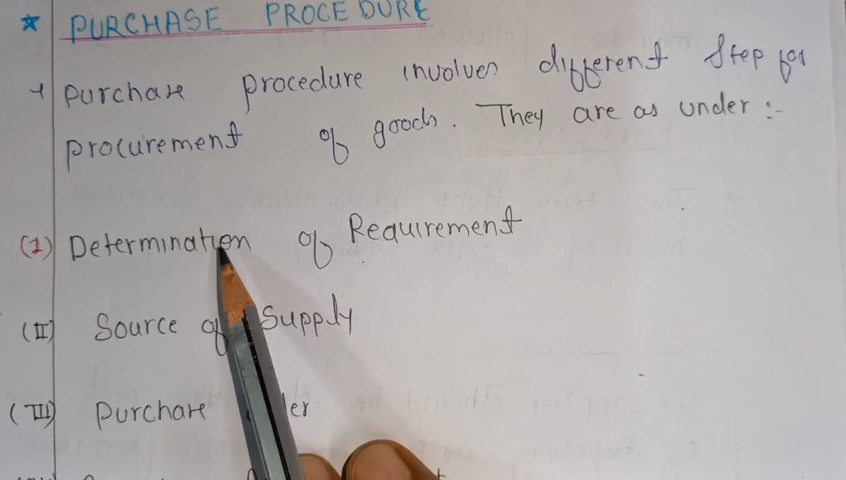 * PURCHASE PROCEDURE
→ Purchase procedure involves different Step for
procurement of goods. They are as under :-
(I) Determination of Requirement
(II) Source of Supply
(III) Purchase